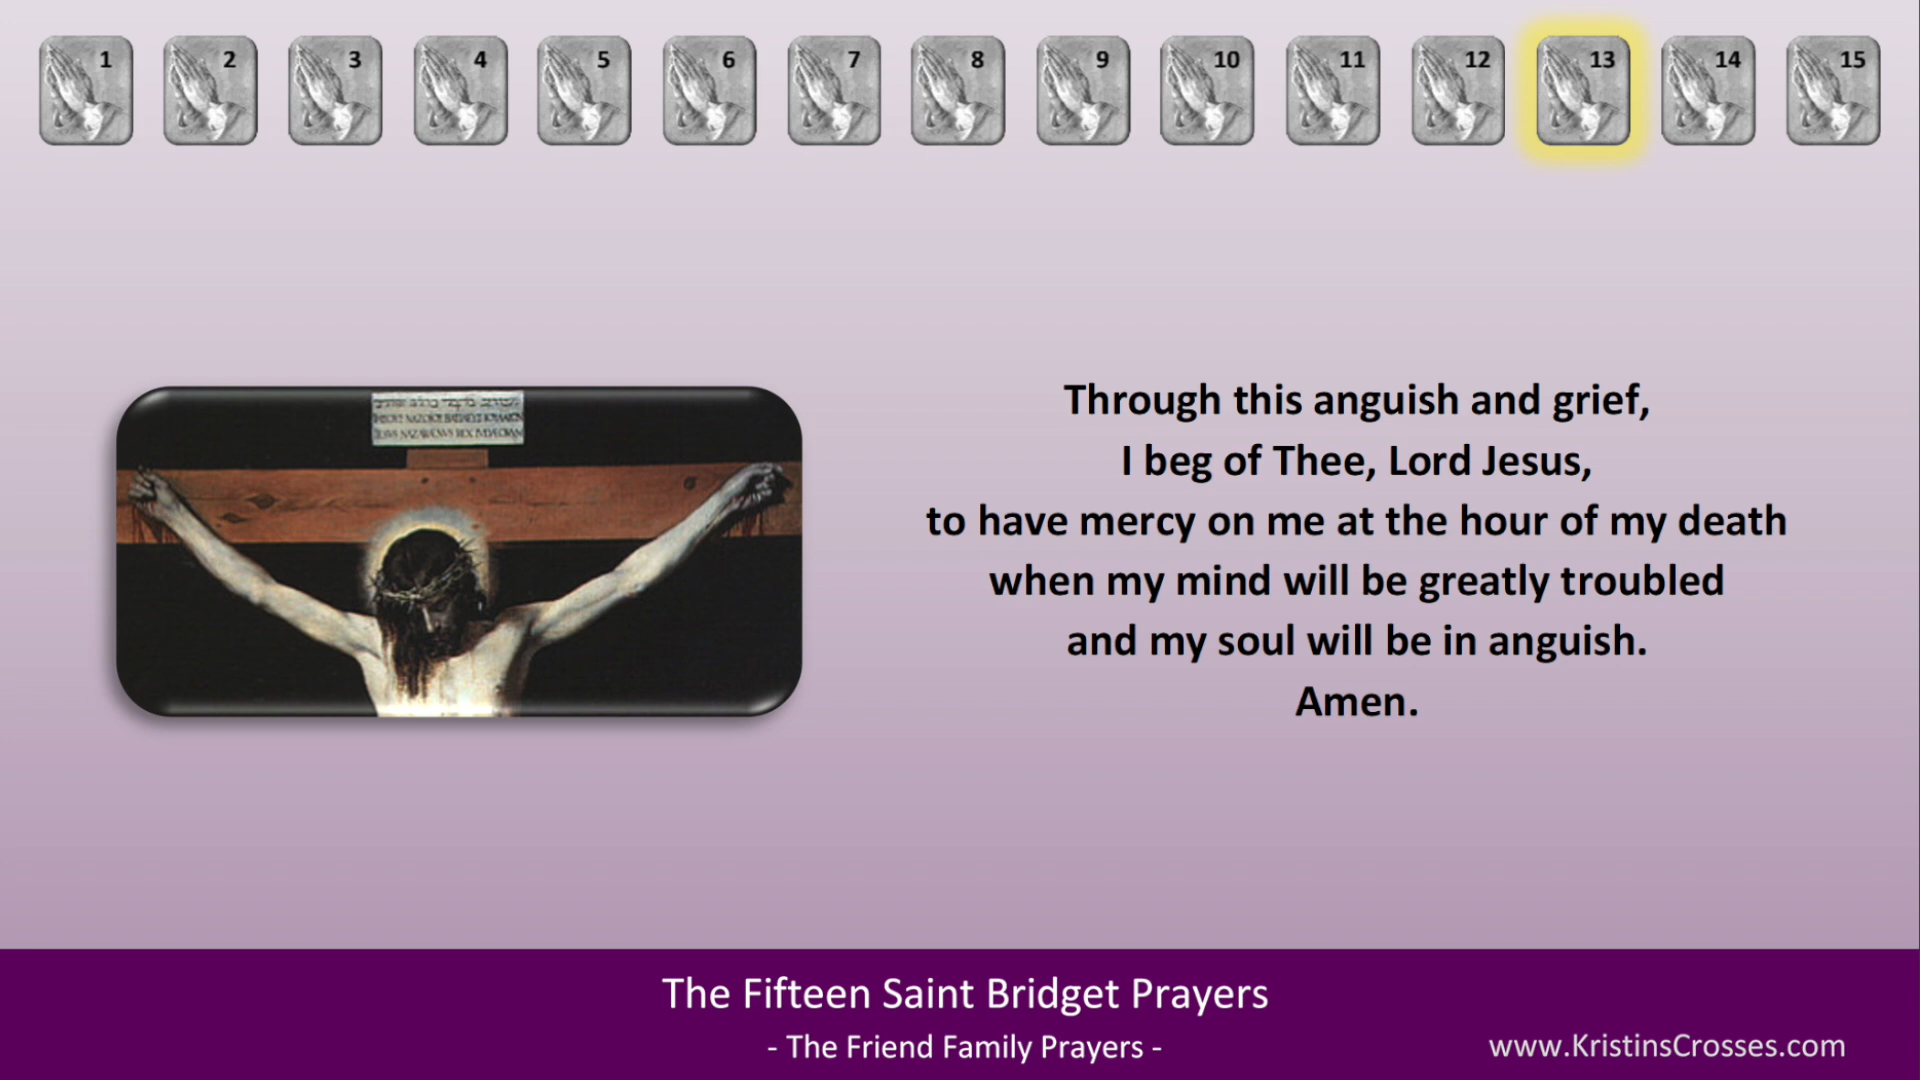 1 2 3 4 5 6 7 8 9 10 11 12 13 14 15
Through this anguish and grief,
I beg of Thee, Lord Jesus,
to have mercy on me at the hour of my death
when my mind will be greatly troubled
and my soul will be in anguish.
Amen.
The Fifteen Saint Bridget Prayers
- The Friend Family Prayers -
www.KristinsCrosses.com